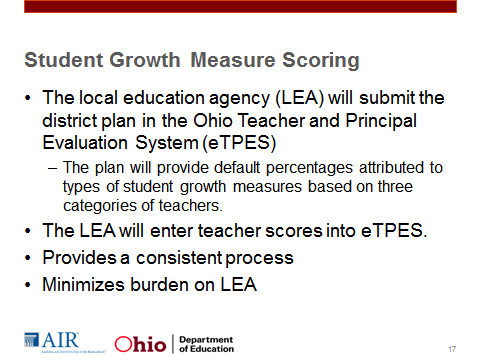 Student Growth Measure Scoring
• The local education agency (LEA) will submit the
district plan in the Ohio Teacher and Principal
Evaluation System (eTPES)
– The plan will provide default percentages attributed to
types of student growth measures based on three
categories of teachers.
• The LEA will enter teacher scores into eTPES.
• Provides a consistent process
• Minimizes burden on LEA
AIR
AMERICAN INSTITUTES FOR RESEARCH
Ohio
Department
of Education
17